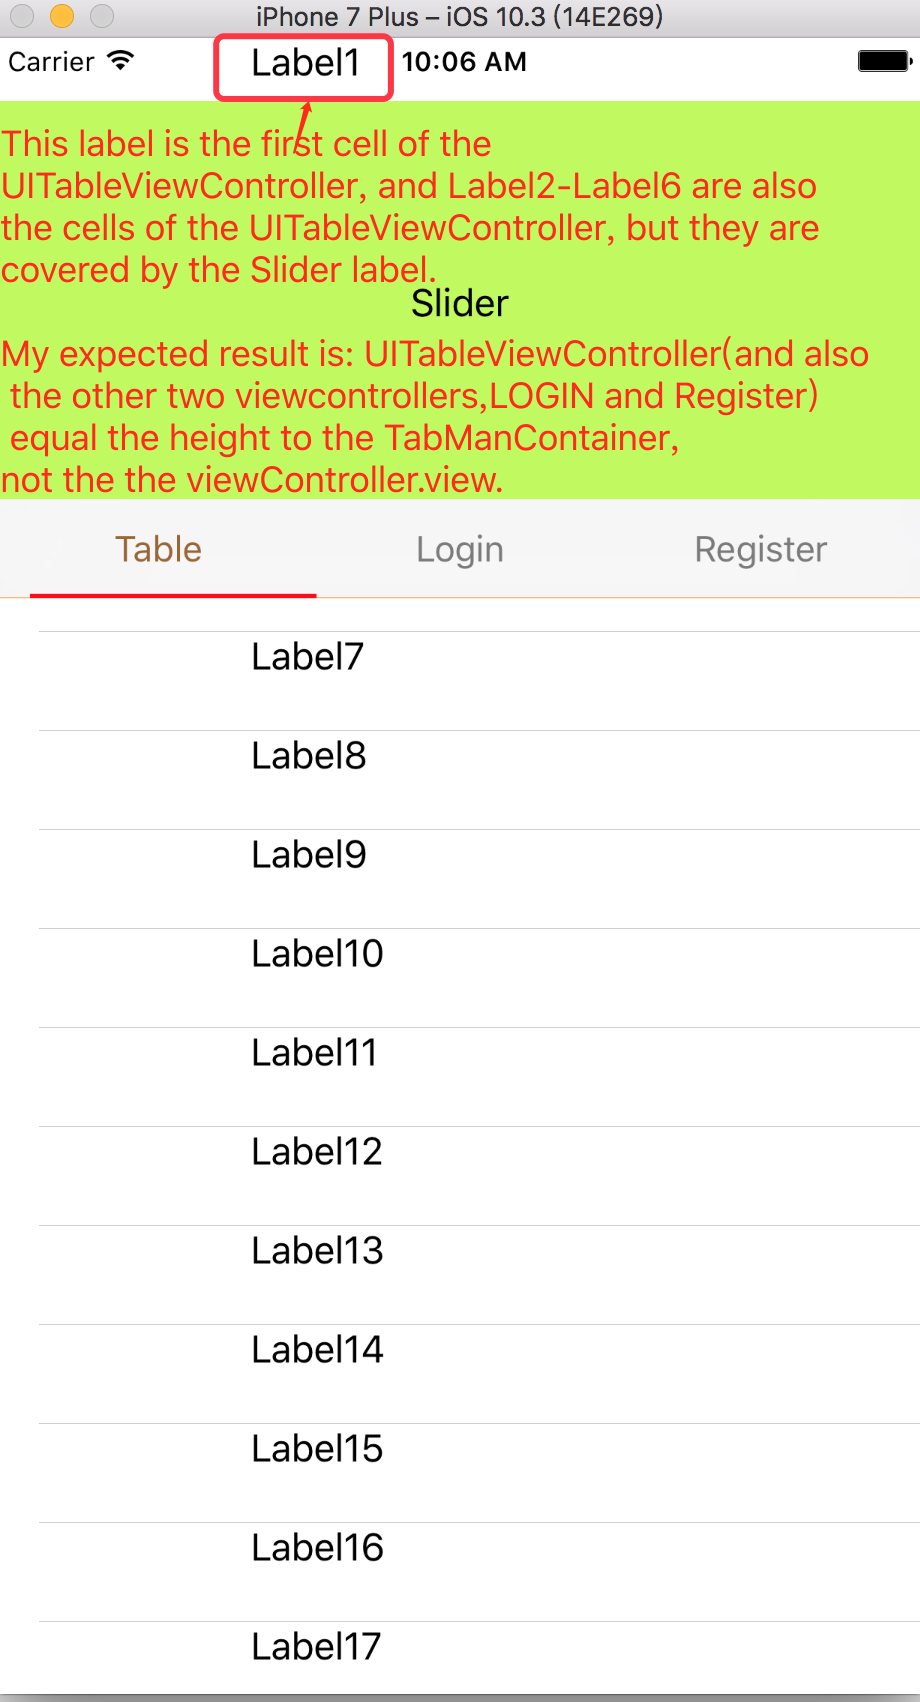 iPhone 7 Plus – iOS 10.3 (14E269)
Carrier Label1 10:06 AM
This label is the first cell of the
UITableViewController, and Label2-Label6 are also
the cells of the UITableViewController, but they are
covered by the Slider label.
Slider
My expected result is: UITableViewController(and also
the other two viewcontrollers,LOGIN and Register)
equal the height to the TabManContainer,
not the the viewController.view.
Table Login Register
Label7
Label8
Label9
Label10
Label11
Label12
Label13
Label14
Label15
Label16
Label17